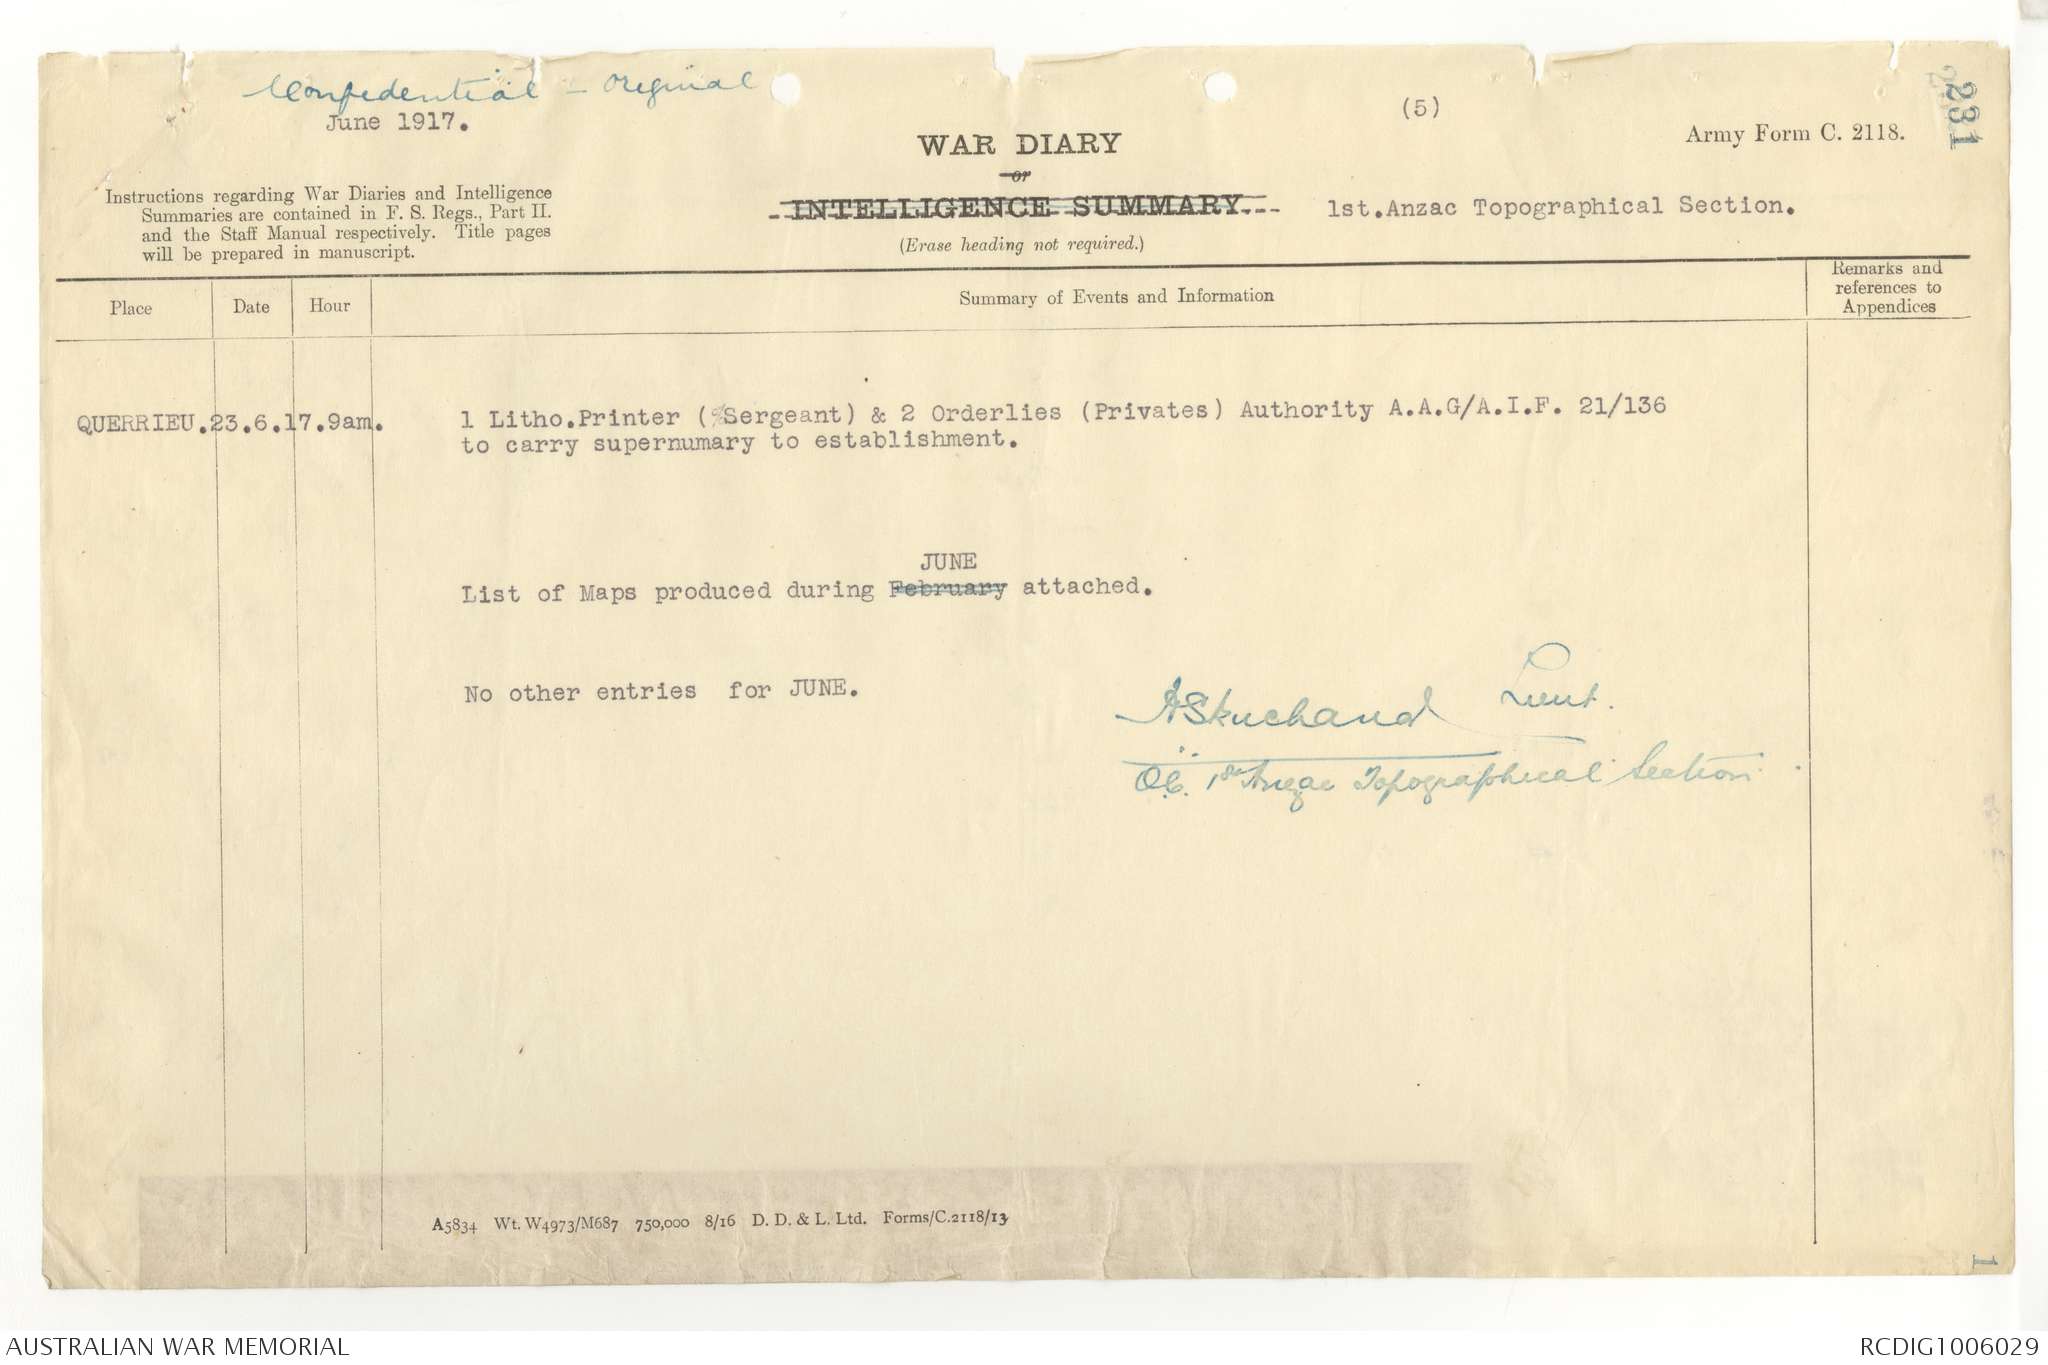 Confidential - Original
June 1917.
(5)
231
Army Form C. 2118.
WAR DIARY
or
INTELLIGENCE SUMMARY.
1st.Anzac Topographical Section.
(Erase heading not required.)
Instructions regarding War Diaries and Intelligence
Summaries are contained in F. S. Regs., Part II.
and the Staff Manual respectively. Title pages
will be prepared in manuscript.
Place
Date
Hour
Summary of Events and Information
Remarks and
references to
Appendices
QUERRIEU.23.6.17.9am.
1 Litho.Printer (Sergeant) & 2 Orderlies (Privates) Authority A.A.G/A.I.F. 21/136
to carry supernumary to establishment.
JUNE
List of Maps produced during February attached.
No other entries for JUNE.
Lieut.
O.C. 1st Anzac Topographical Section
A5834 Wt. W4973/M687 750,000 8/16 D. D. & L. Ltd. Forms/C.2118/13
1
AUSTRALIAN WAR MEMORIAL
RCDIG1006029